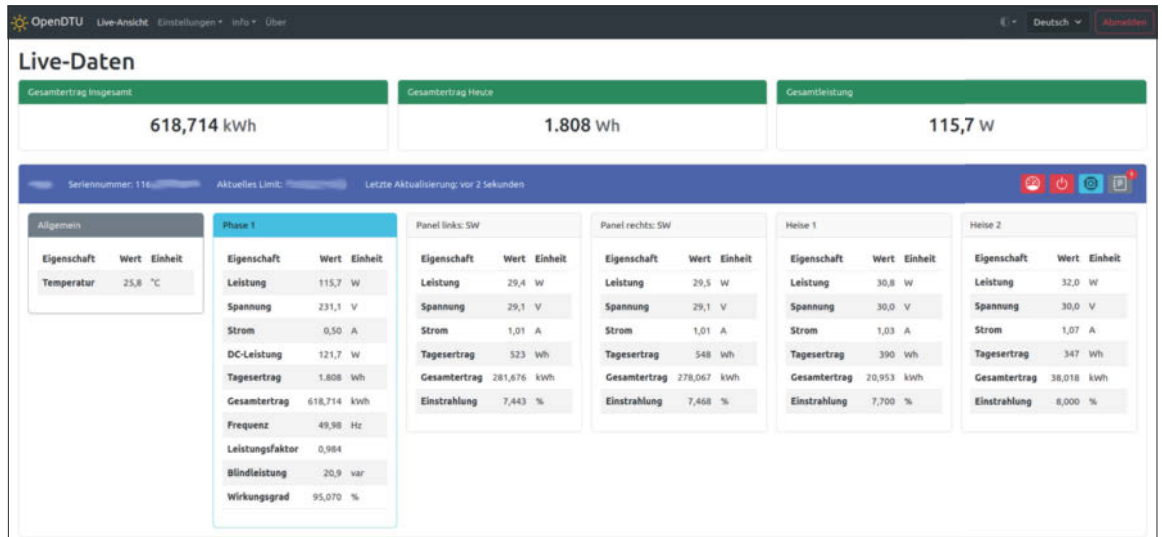 OpenDTU Live-Ansicht Einstellungen Info Über Deutsch Abmelden
Live-Daten
Gesamtertrag Insgesamt
618,714 kWh
Gesamtertrag Heute
1.808 Wh
Gesamtleistung
115,7 W
Seriennummer: 116 Aktuelles Limit: Letzte Aktualisierung: vor 2 Sekunden
Allgemein
Eigenschaft Wert Einheit
Temperatur 25,8 °C
Phase 1
Eigenschaft Wert Einheit
Leistung 115,7 W
Spannung 231,1 V
Strom 0,50 A
DC-Leistung 121,7 W
Tagesertrag 1.808 Wh
Gesamtertrag 618,714 kWh
Frequenz 49,98 Hz
Leistungsfaktor 0,984
Blindleistung 20,9 var
Wirkungsgrad 95,070 %
Panel links: SW
Eigenschaft Wert Einheit
Leistung 29,4 W
Spannung 29,1 V
Strom 1,01 A
Tagesertrag 523 Wh
Gesamtertrag 281,676 kWh
Einstrahlung 7,443 %
Panel rechts: SW
Eigenschaft Wert Einheit
Leistung 29,5 W
Spannung 29,1 V
Strom 1,01 A
Tagesertrag 548 Wh
Gesamtertrag 278,067 kWh
Einstrahlung 7,468 %
Heise 1
Eigenschaft Wert Einheit
Leistung 30,8 W
Spannung 30,0 V
Strom 1,03 A
Tagesertrag 390 Wh
Gesamtertrag 20,953 kWh
Einstrahlung 7,700 %
Heise 2
Eigenschaft Wert Einheit
Leistung 32,0 W
Spannung 30,0 V
Strom 1,07 A
Tagesertrag 347 Wh
Gesamtertrag 38,018 kWh
Einstrahlung 8,000 %